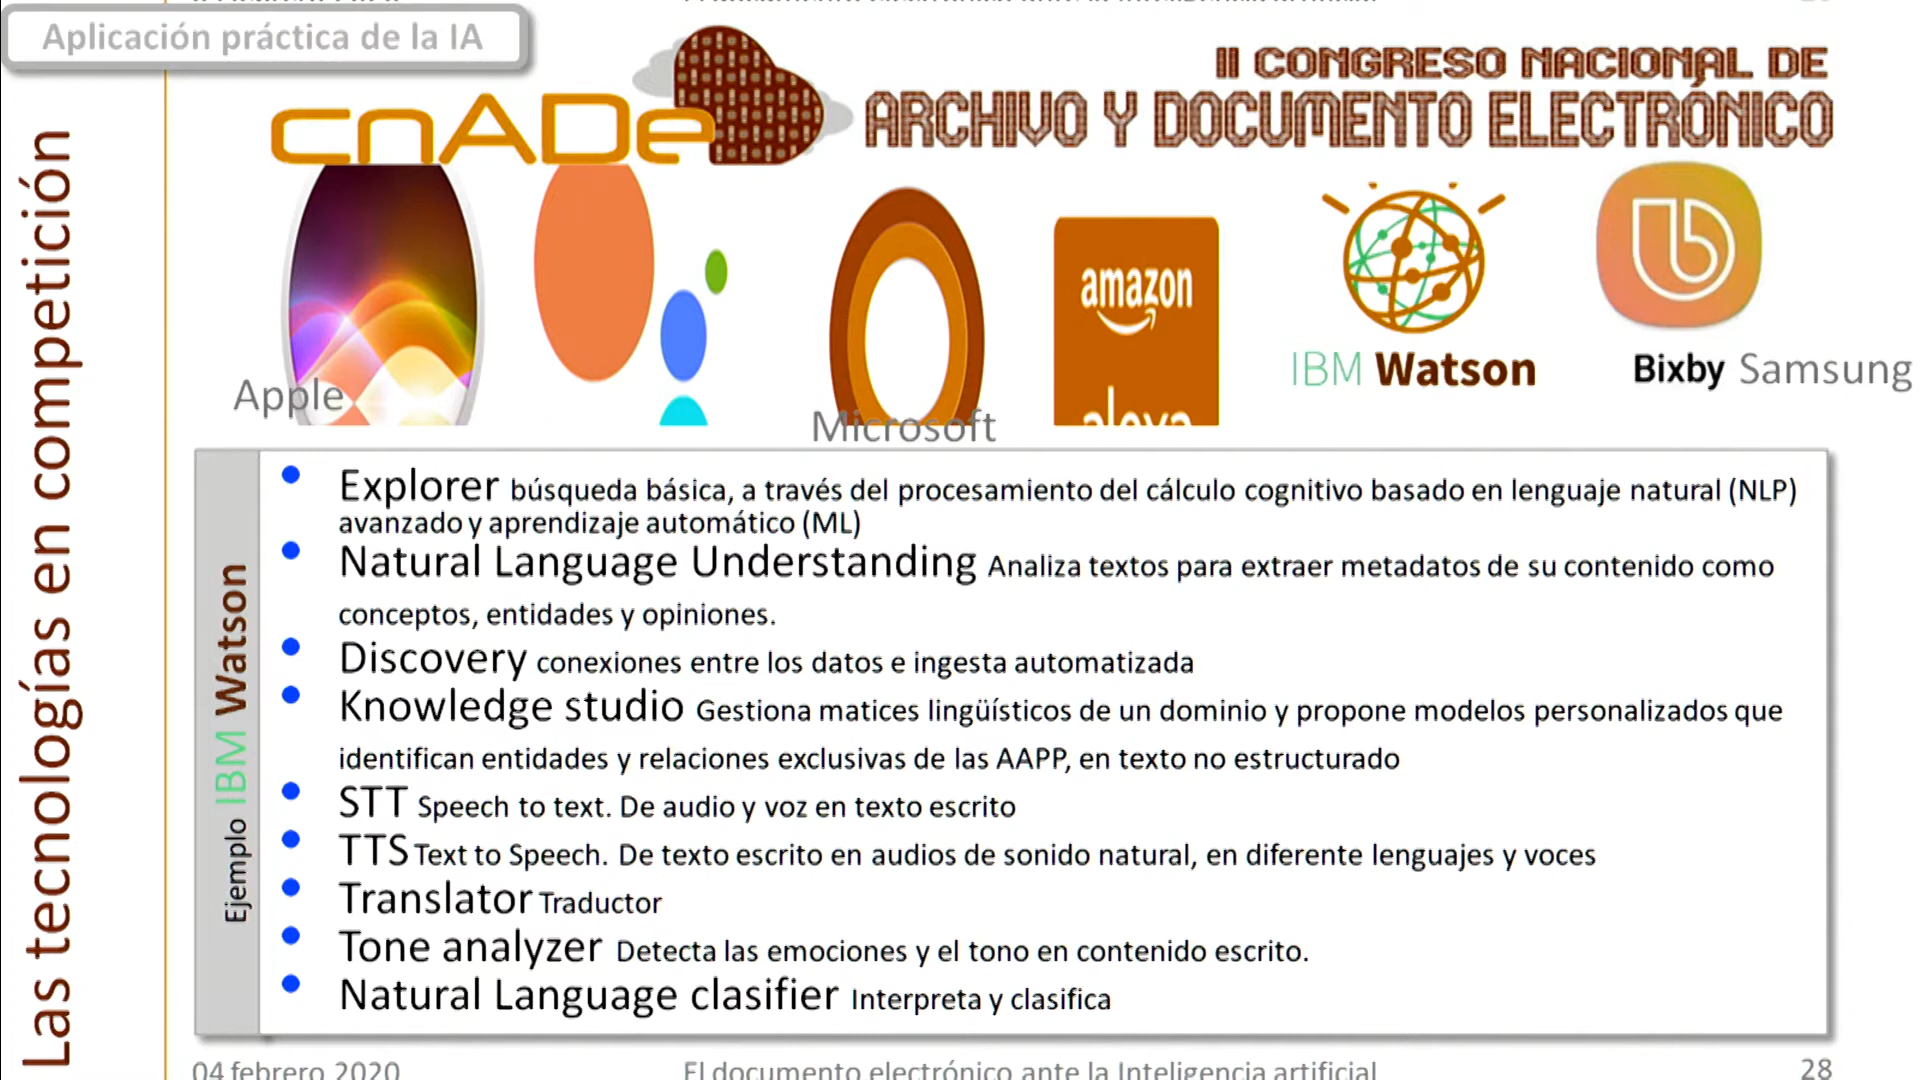 Aplicación práctica de la IA
II CONGRESO NACIONAL DE
cnADe
ARCHIVO Y DOCUMENTO ELECTRÓNICO
Las tecnologías en competición
Apple
Microsoft
amazon
alexa
IBM Watson
Bixby Samsung
Ejemplo IBM Watson
Explorer búsqueda básica, a través del procesamiento del cálculo cognitivo basado en lenguaje natural (NLP)
avanzado y aprendizaje automático (ML)
Natural Language Understanding Analiza textos para extraer metadatos de su contenido como
conceptos, entidades y opiniones.
Discovery conexiones entre los datos e ingesta automatizada
Knowledge studio Gestiona matices lingüísticos de un dominio y propone modelos personalizados que
identifican entidades y relaciones exclusivas de las AAPP, en texto no estructurado
STT Speech to text. De audio y voz en texto escrito
TTS Text to Speech. De texto escrito en audios de sonido natural, en diferente lenguajes y voces
Translator Traductor
Tone analyzer Detecta las emociones y el tono en contenido escrito.
Natural Language clasifier Interpreta y clasifica
04 febrero 2020
El documento electrónico ante la Inteligencia artificial
28